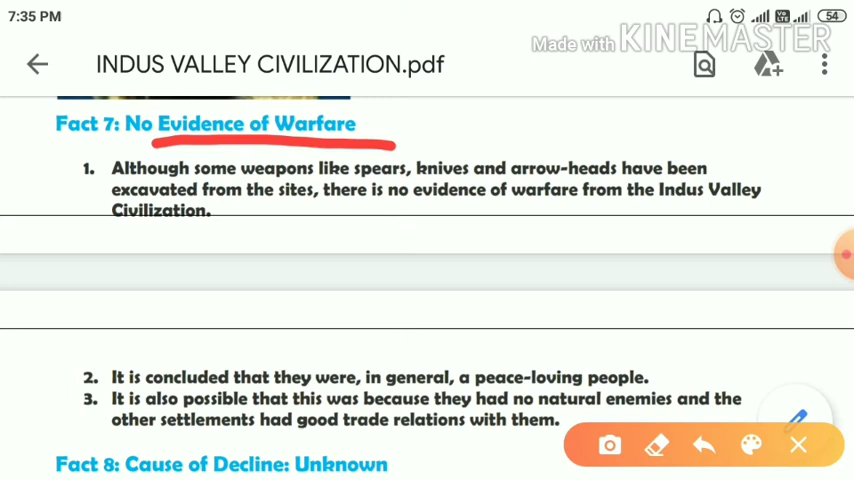 7:35 PM
54
Made with KINEMASTER
INDUS VALLEY CIVILIZATION.pdf
Fact 7: No Evidence of Warfare
1. Although some weapons like spears, knives and arrow-heads have been
excavated from the sites, there is no evidence of warfare from the Indus Valley
Civilization.
2. It is concluded that they were, in general, a peace-loving people.
3. It is also possible that this was because they had no natural enemies and the
other settlements had good trade relations with them.
Fact 8: Cause of Decline: Unknown